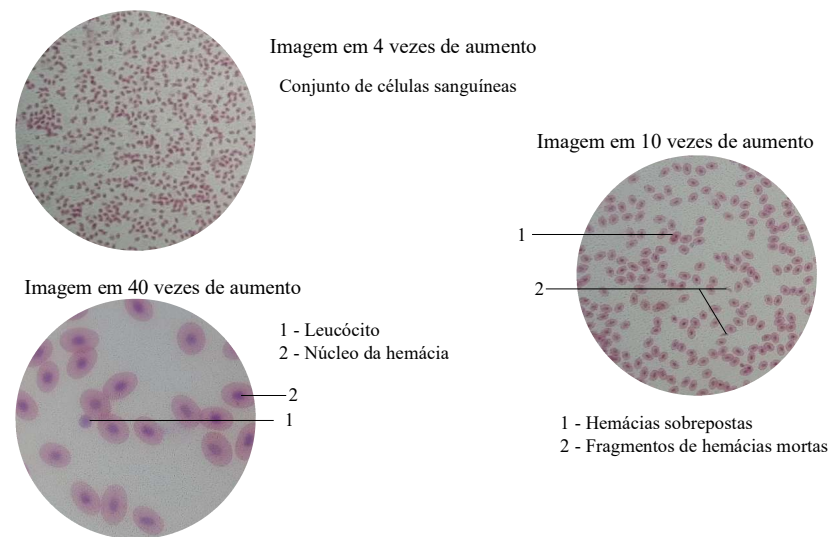 Imagem em 4 vezes de aumento
Conjunto de células sanguíneas
Imagem em 10 vezes de aumento
1
2
1 - Hemácias sobrepostas
2 - Fragmentos de hemácias mortas
Imagem em 40 vezes de aumento
1 - Leucócito
2 - Núcleo da hemácia
2
1